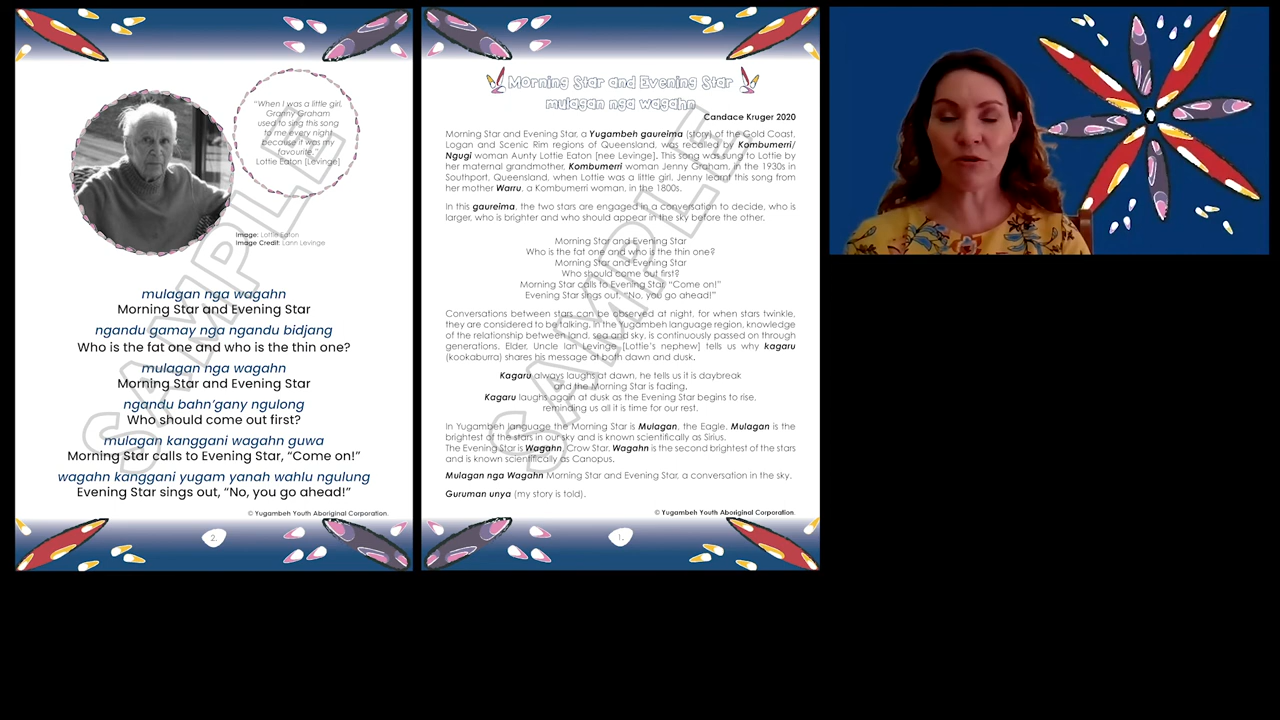 "When I was a little girl,
Granny Graham
used to sing this song
to me every night
because it was my
favourite."
Lottie Eaton [Levinge]
Image: Lottie Eaton
Image Credit: Lann Levinge
mulagan nga wagahn
Morning Star and Evening Star
ngandu gamay nga ngandu bidjang
Who is the fat one and who is the thin one?
mulagan nga wagahn
Morning Star and Evening Star
ngandu bahn'gany ngulong
Who should come out first?
mulagan kanggani wagahn guwa
Morning Star calls to Evening Star, "Come on!"
wagahn kanggani yugam yanah wahlu ngulung
Evening Star sings out, "No, you go ahead!"
© Yugambeh Youth Aboriginal Corporation.
2.
SAMPLE
Morning Star and Evening Star
mulagan nga wagahn
Candace Kruger 2020
Morning Star and Evening Star, a Yugambeh gaureima (story) of the Gold Coast,
Logan and Scenic Rim regions of Queensland, was recalled by Kombumerri/
Ngugi woman Aunty Lottie Eaton [nee Levinge]. This song was sung to Lottie by
her maternal grandmother, Kombumerri woman Jenny Graham, in the 1930s in
Southport, Queensland, when Lottie was a little girl. Jenny learnt this song from
her mother Warru, a Kombumerri woman, in the 1800s.
In this gaureima, the two stars are engaged in a conversation to decide, who is
larger, who is brighter and who should appear in the sky before the other.
Morning Star and Evening Star
Who is the fat one and who is the thin one?
Morning Star and Evening Star
Who should come out first?
Morning Star calls to Evening Star, "Come on!"
Evening Star sings out, "No, you go ahead!"
Conversations between stars can be observed at night, for when stars twinkle,
they are considered to be talking. In the Yugambeh language region, knowledge
of the relationship between land, sea and sky, is continuously passed on through
generations. Elder, Uncle Ian Levinge [Lottie's nephew] tells us why kagaru
(kookaburra) shares his message at both dawn and dusk.
Kagaru always laughs at dawn, he tells us it is daybreak
and the Morning Star is fading.
Kagaru laughs again at dusk as the Evening Star begins to rise,
reminding us all it is time for our rest.
In Yugambeh language the Morning Star is Mulagan, the Eagle. Mulagan is the
brightest of the stars in our sky and is known scientifically as Sirius.
The Evening Star is Wagahn, Crow Star. Wagahn is the second brightest of the stars
and is known scientifically as Canopus.
Mulagan nga Wagahn Morning Star and Evening Star, a conversation in the sky.
Guruman unya (my story is told).
© Yugambeh Youth Aboriginal Corporation.
1.
SAMPLE